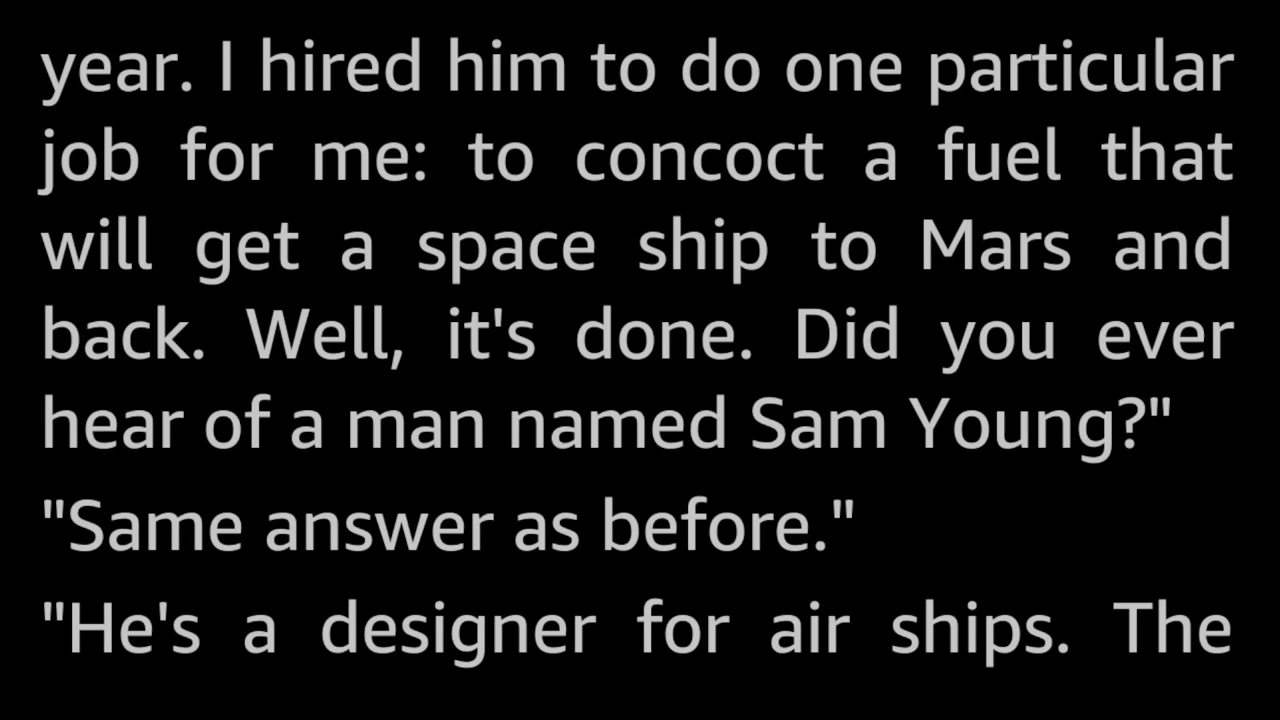 year. I hired him to do one particular
job for me: to concoct a fuel that
will get a space ship to Mars and
back. Well, it's done. Did you ever
hear of a man named Sam Young?"
"Same answer as before."
"He's a designer for air ships. The